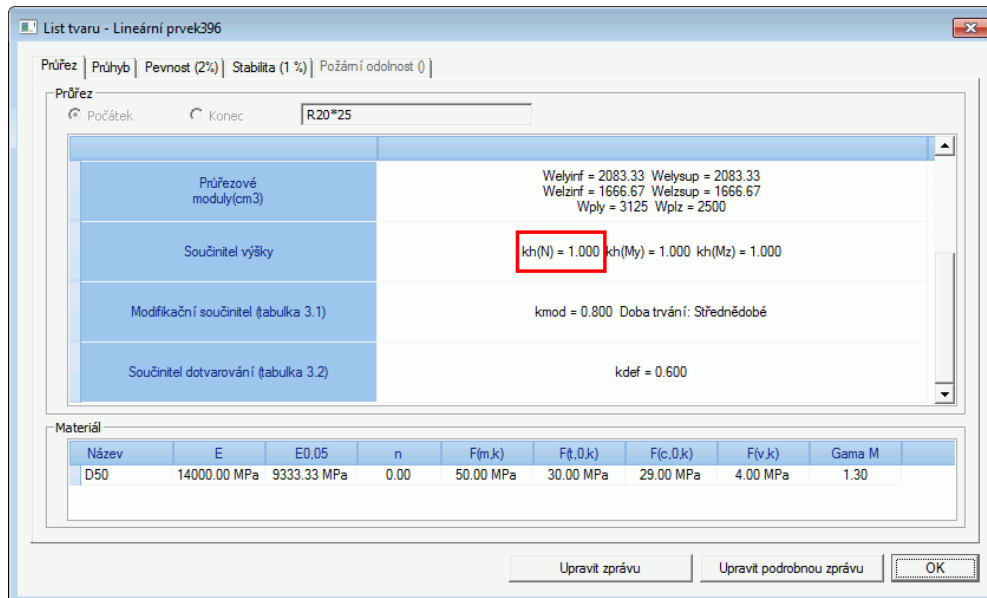 List tvaru - Lineární prvek396
Průřez Průhyb Pevnost (2%) Stabilita (1 %) Požární odolnost ()
Průřez
Počátek Konec R20*25
Průřezové
moduly(cm3)
Welyinf = 2083.33 Welysup = 2083.33
Welzinf = 1666.67 Welzsup = 1666.67
Wply = 3125 Wplz = 2500
Součinitel výšky kh(N) = 1.000 kh(My) = 1.000 kh(Mz) = 1.000
Modifikační součinitel (tabulka 3.1) kmod = 0.800 Doba trvání: Střednědobé
Součinitel dotvarování (tabulka 3.2) kdef = 0.600
Materiál
Název E E0,05 n F(m,k) F(t,0,k) F(c,0,k) F(v,k) Gama M
D50 14000.00 MPa 9333.33 MPa 0.00 50.00 MPa 30.00 MPa 29.00 MPa 4.00 MPa 1.30
Upravit zprávu Upravit podrobnou zprávu OK